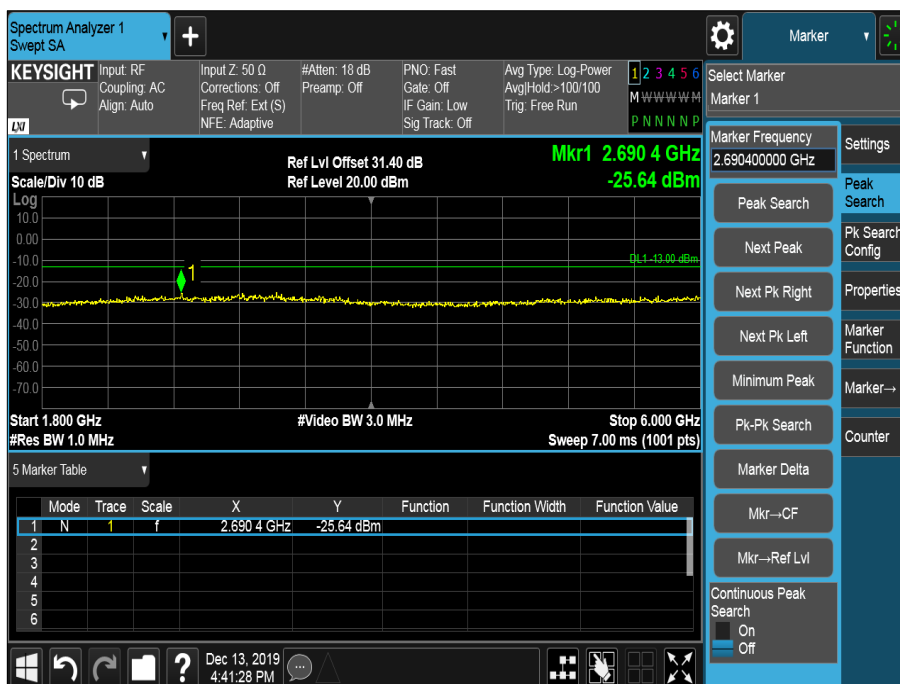 Spectrum Analyzer 1
Swept SA
+
Marker
KEYSIGHT
LXI
Input: RF
Coupling: AC
Align: Auto
Input Z: 50 Ω
Corrections: Off
Freq Ref: Ext (S)
NFE: Adaptive
#Atten: 18 dB
Preamp: Off
PNO: Fast
Gate: Off
IF Gain: Low
Sig Track: Off
Avg Type: Log-Power
Avg|Hold:>100/100
Trig: Free Run
1 2 3 4 5 6
M W W W W M
P N N N N P
Select Marker
Marker 1
1 Spectrum
Scale/Div 10 dB
Ref Lvl Offset 31.40 dB
Ref Level 20.00 dBm
Mkr1 2.690 4 GHz
-25.64 dBm
Log
10.0
0.00
-10.0
-20.0
-30.0
-40.0
-50.0
-60.0
-70.0
1
DL1 -13.00 dBm
Start 1.800 GHz
#Res BW 1.0 MHz
#Video BW 3.0 MHz
Stop 6.000 GHz
Sweep 7.00 ms (1001 pts)
5 Marker Table
Mode Trace Scale X Y Function Function Width Function Value
1 N 1 f 2.690 4 GHz -25.64 dBm
2
3
4
5
6
Marker Frequency
2.690400000 GHz
Peak Search
Next Peak
Next Pk Right
Next Pk Left
Minimum Peak
Pk-Pk Search
Marker Delta
Mkr→CF
Mkr→Ref Lvl
Continuous Peak
Search
On
Off
Settings
Peak
Search
Pk Search
Config
Properties
Marker
Function
Marker→
Counter
?
Dec 13, 2019
4:41:28 PM